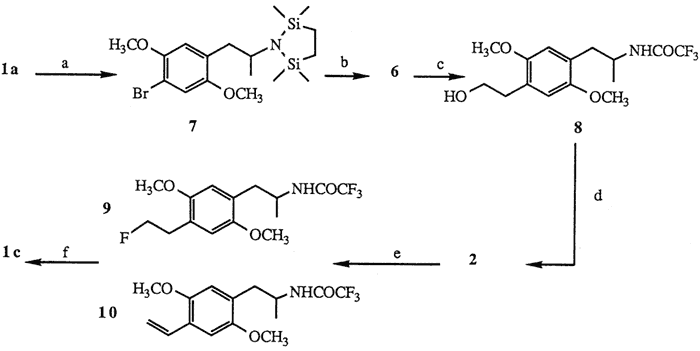 Si
H₃CO
N
Si
1a a b 6 c
Br
OCH₃
7
H₃CO
NHCOCF₃
HO
OCH₃
8
d
9
H₃CO
NHCOCF₃
F
OCH₃
1c f e 2
10
H₃CO
NHCOCF₃
OCH₃